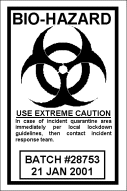 BIO-HAZARD
USE EXTREME CAUTION
In case of incident quarantine area
immediately per local lockdown
guidelines, then contact incident
response team.
BATCH #28753
21 JAN 2001